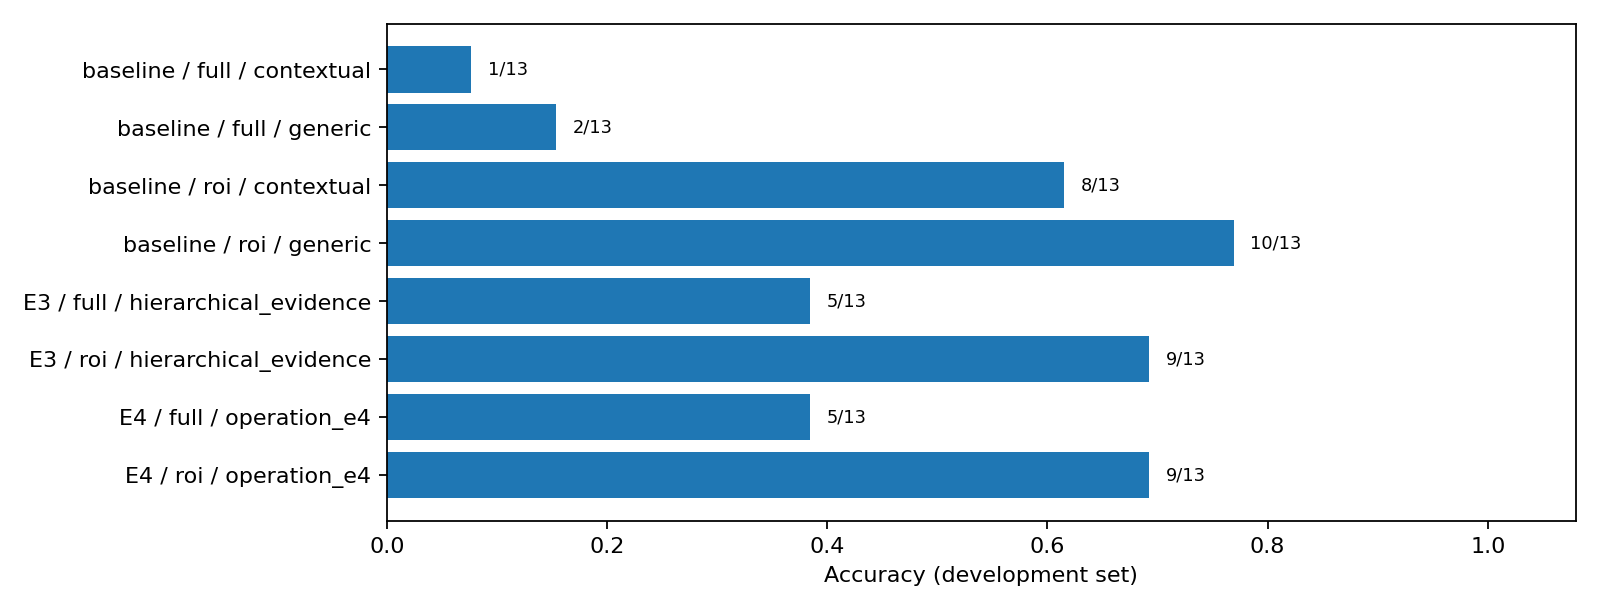 baseline / full / contextual 1/13
baseline / full / generic 2/13
baseline / roi / contextual 8/13
baseline / roi / generic 10/13
E3 / full / hierarchical_evidence 5/13
E3 / roi / hierarchical_evidence 9/13
E4 / full / operation_e4 5/13
E4 / roi / operation_e4 9/13
0.0 0.2 0.4 0.6 0.8 1.0
Accuracy (development set)